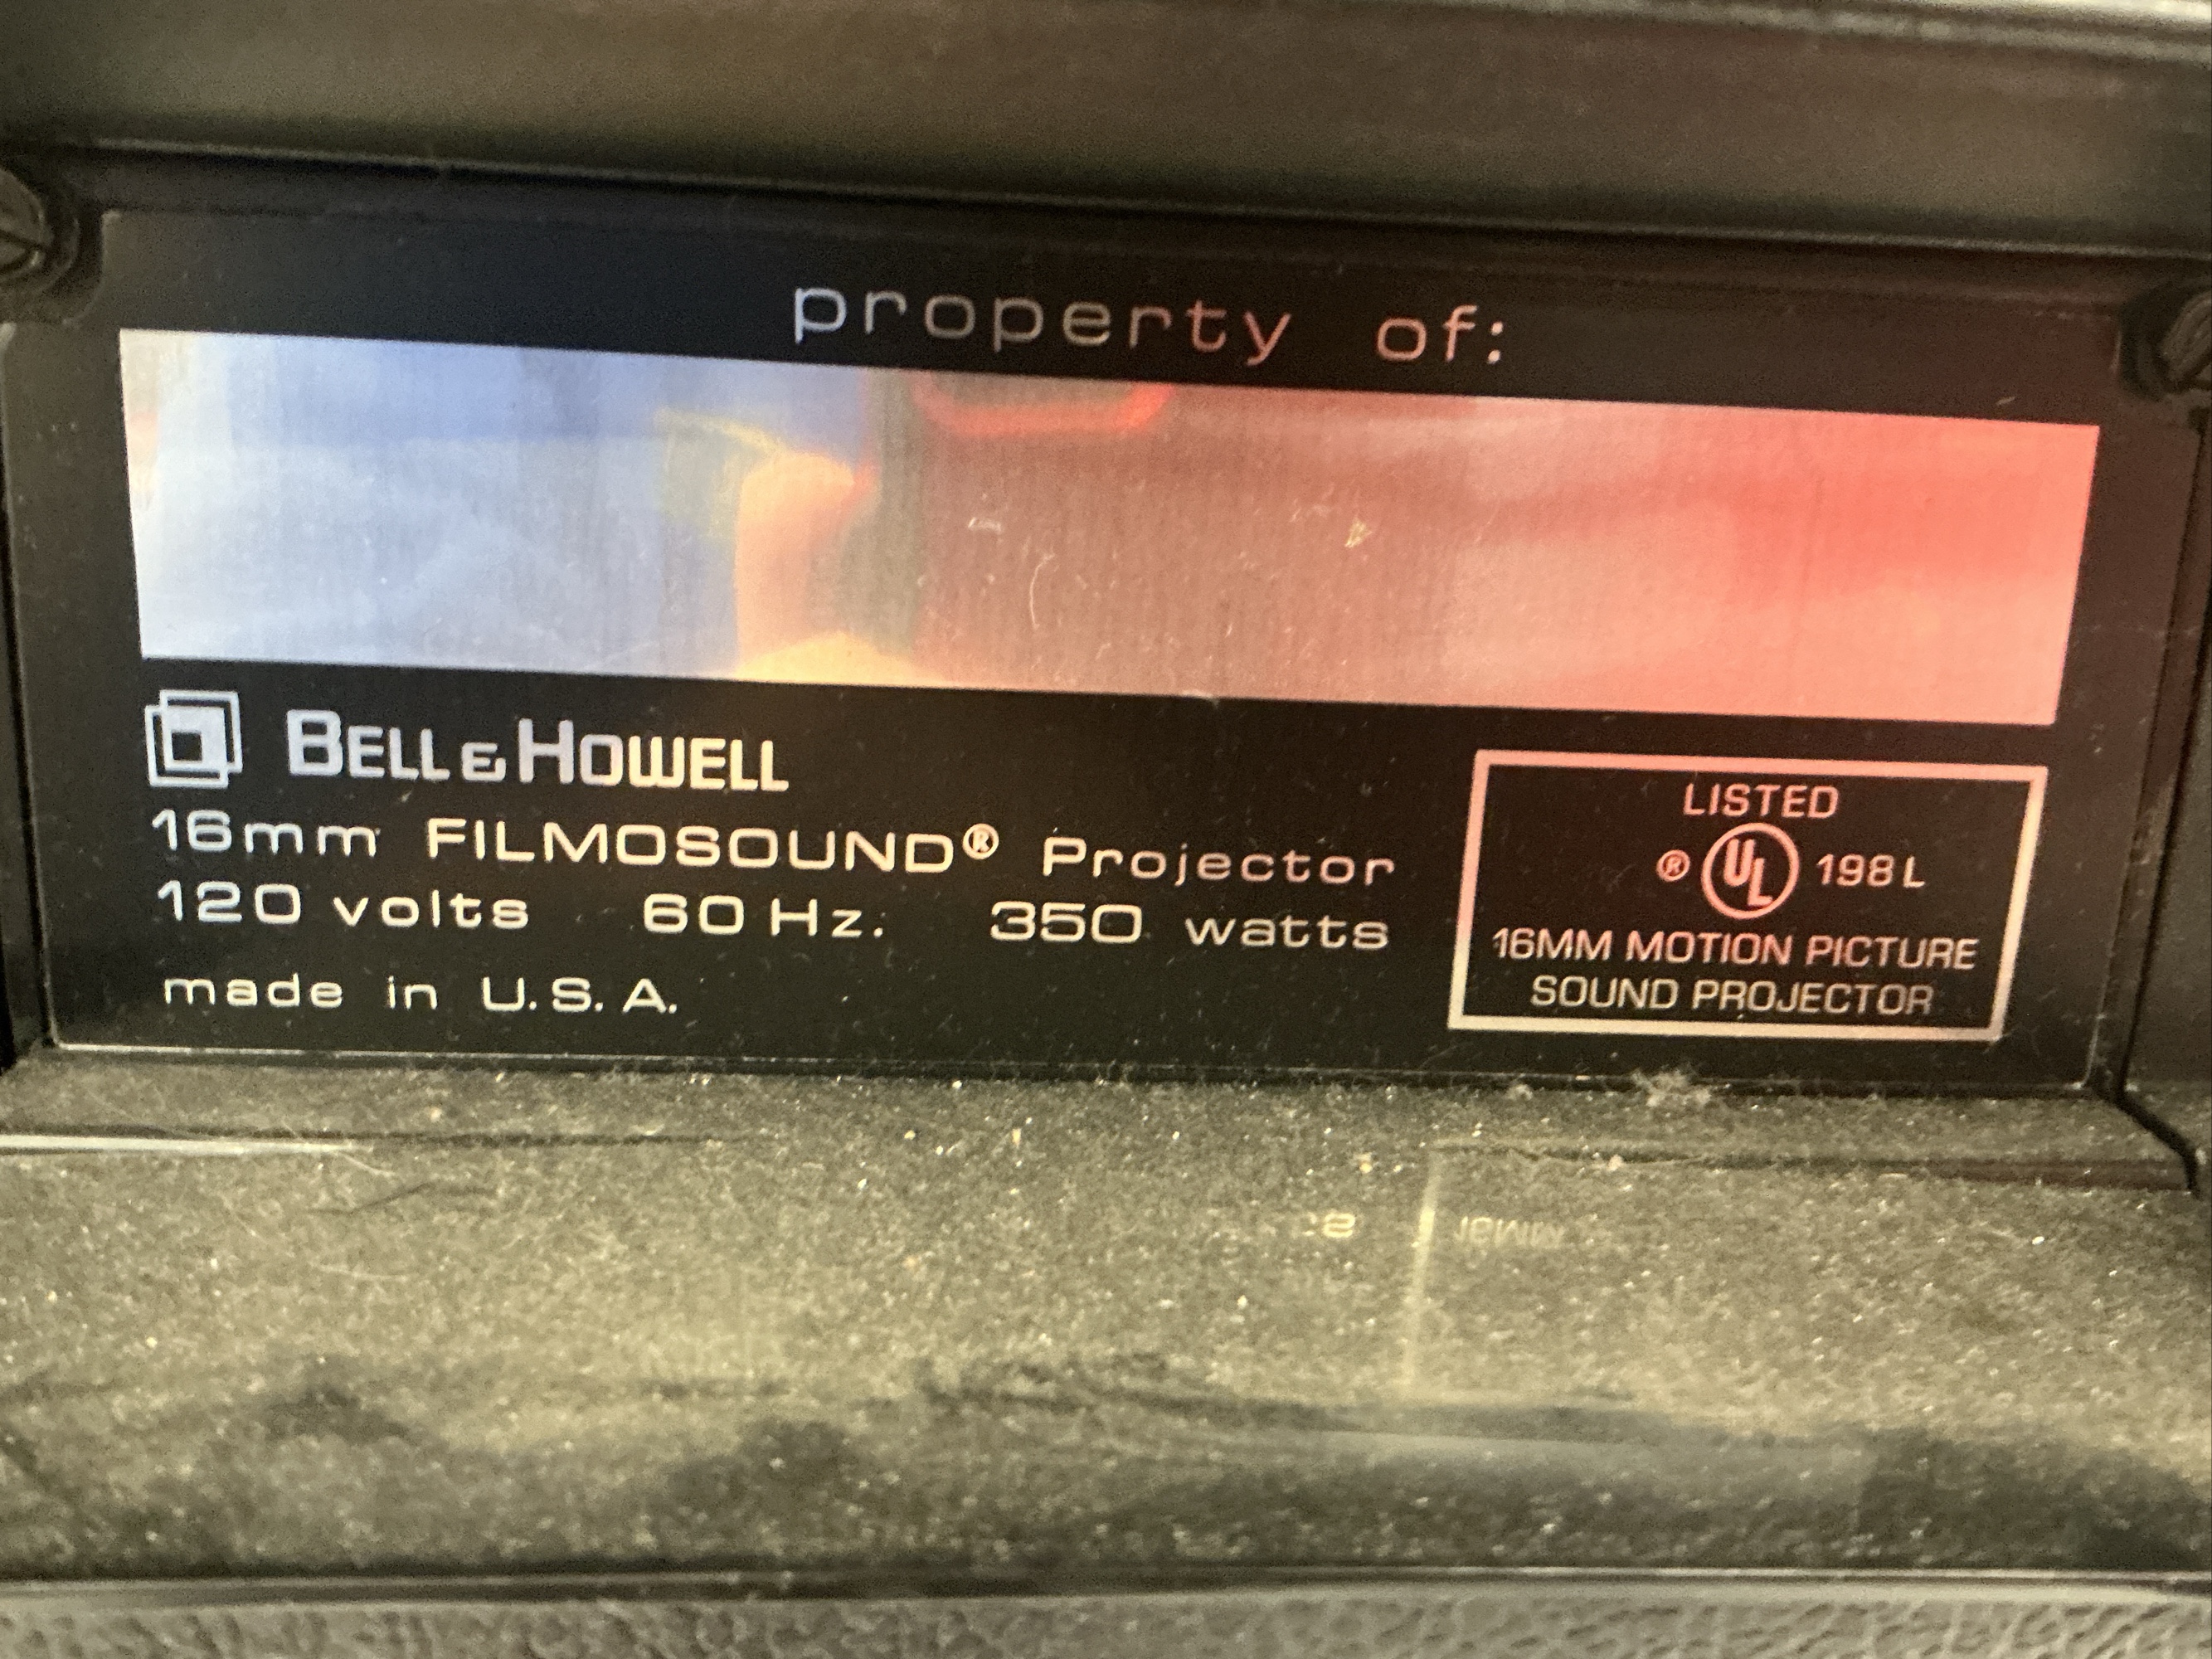 property of:
BELL & HOWELL
16mm FILMOSOUND® Projector
120 volts 60 Hz. 350 watts
made in U.S.A.
LISTED
® UL 198L
16MM MOTION PICTURE
SOUND PROJECTOR